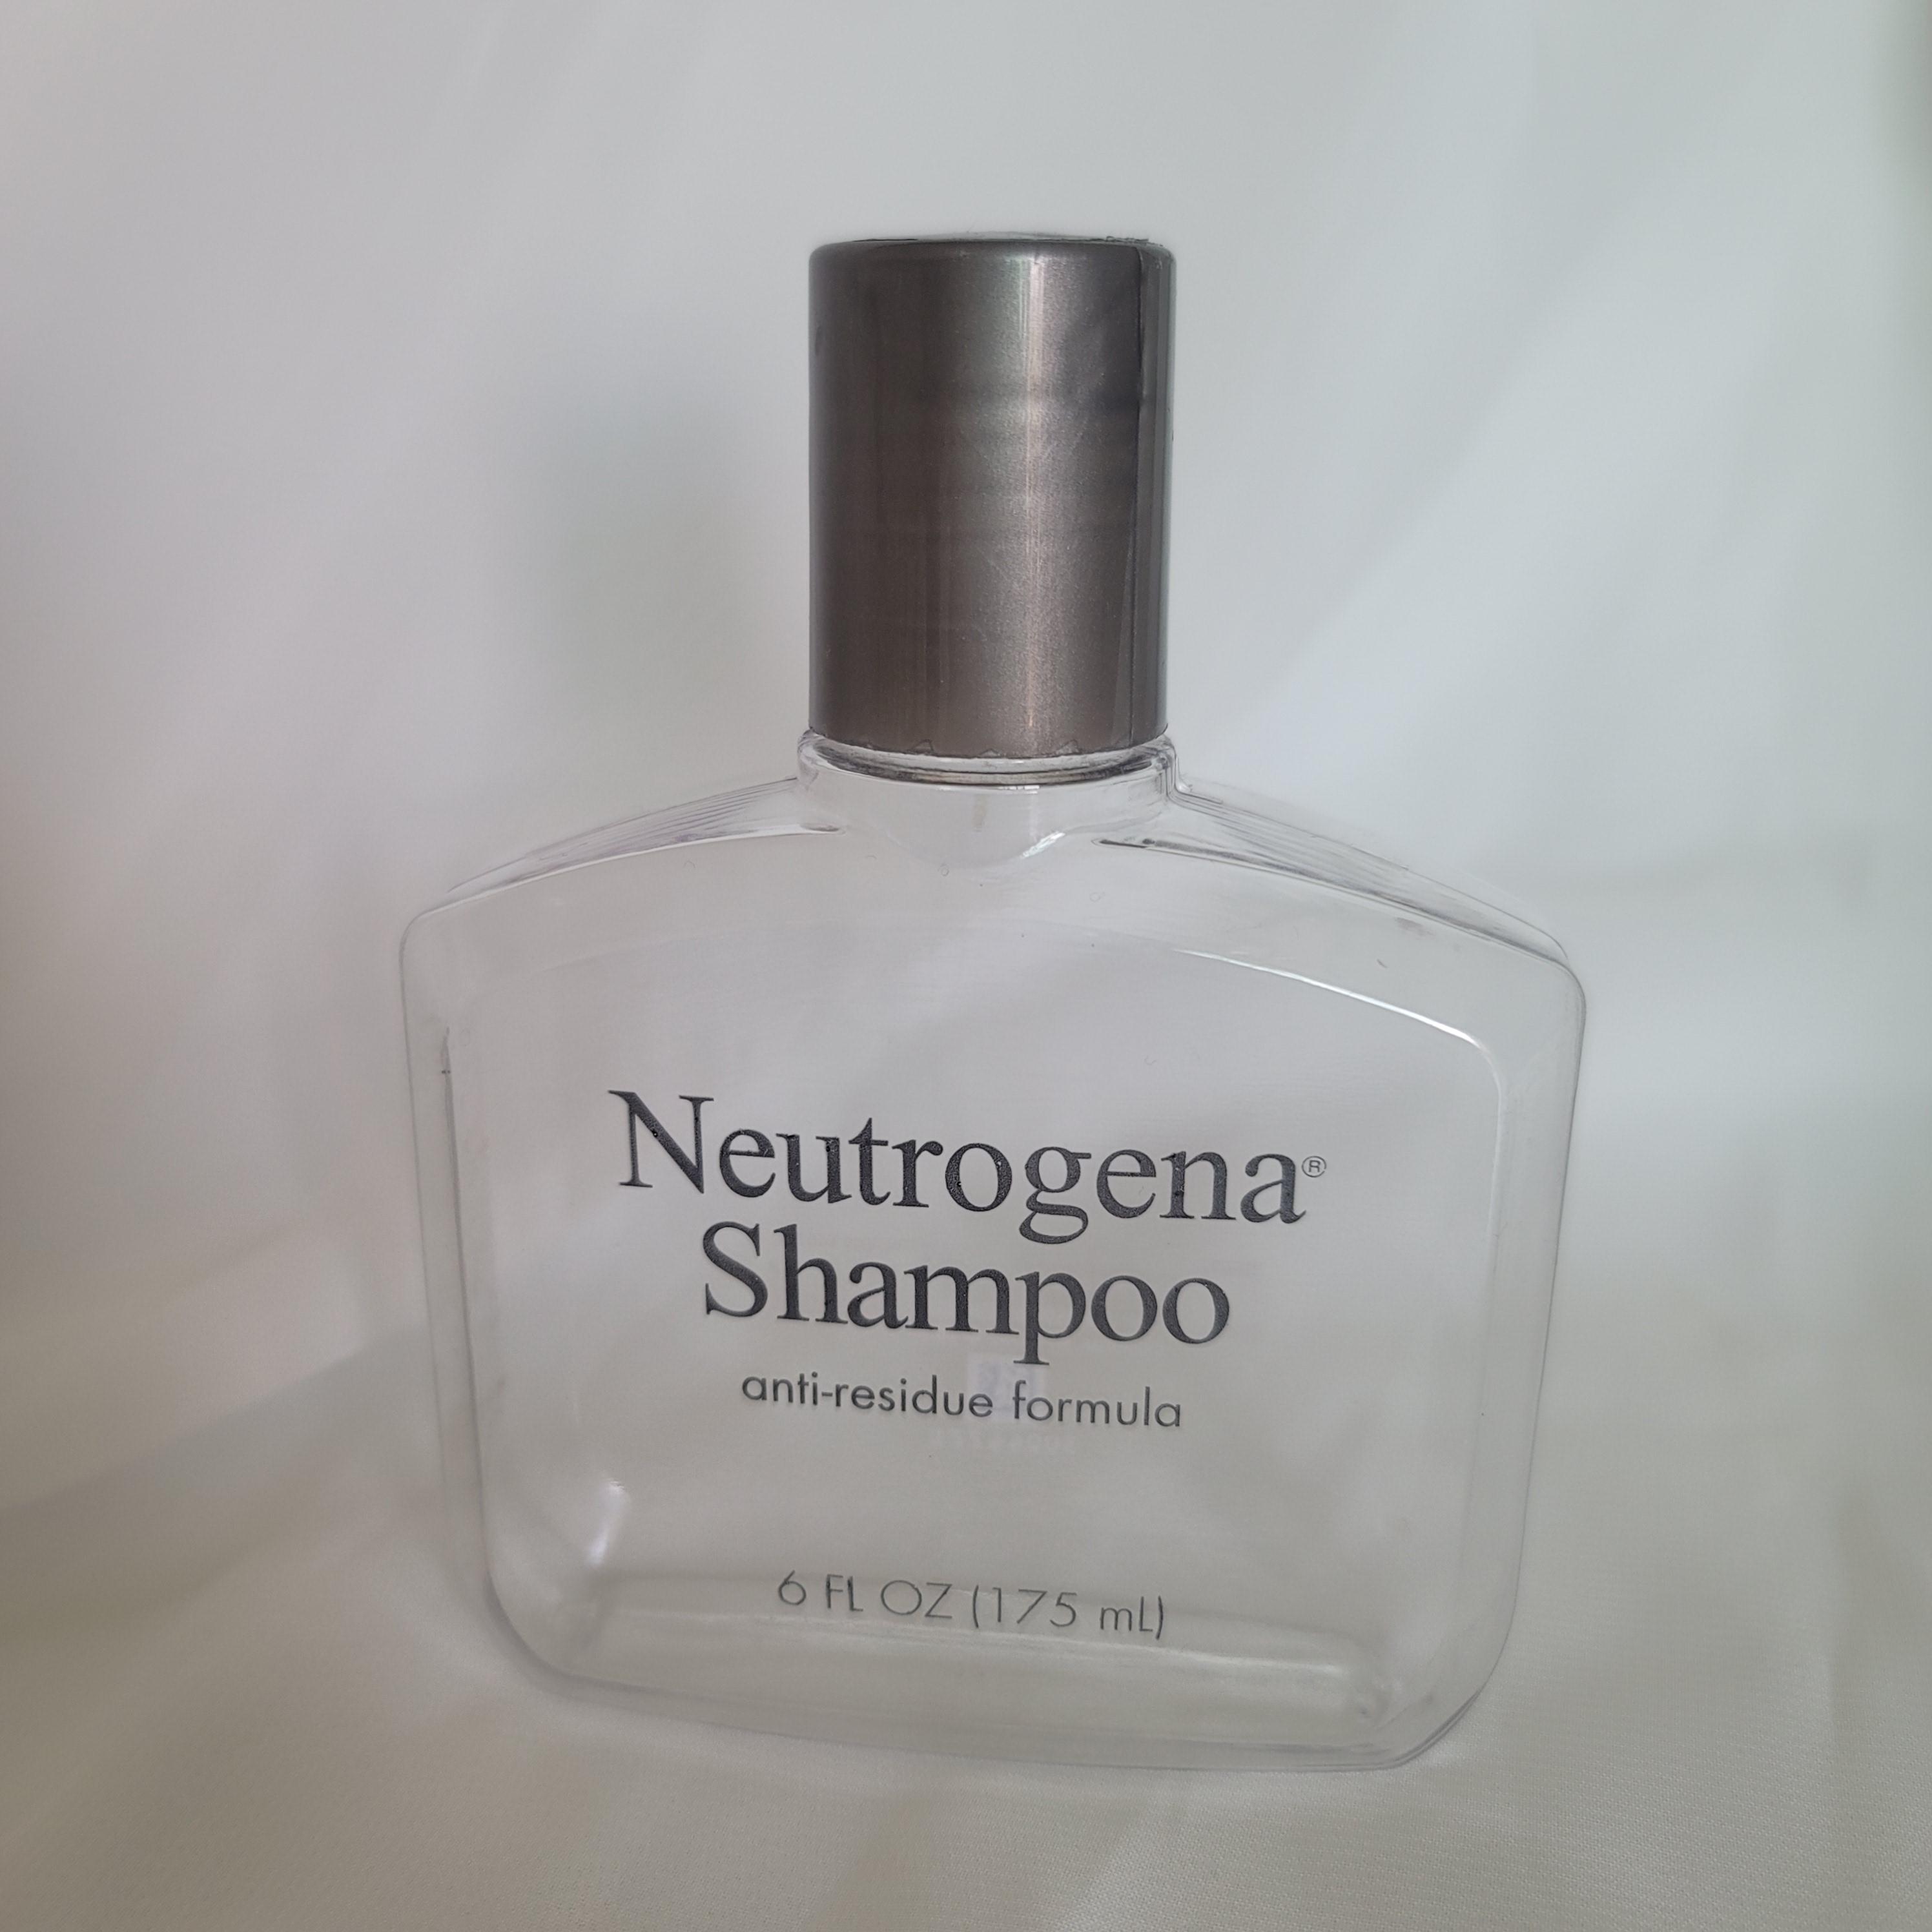 Neutrogena®
Shampoo
anti-residue formula
6 FL OZ (175 mL)